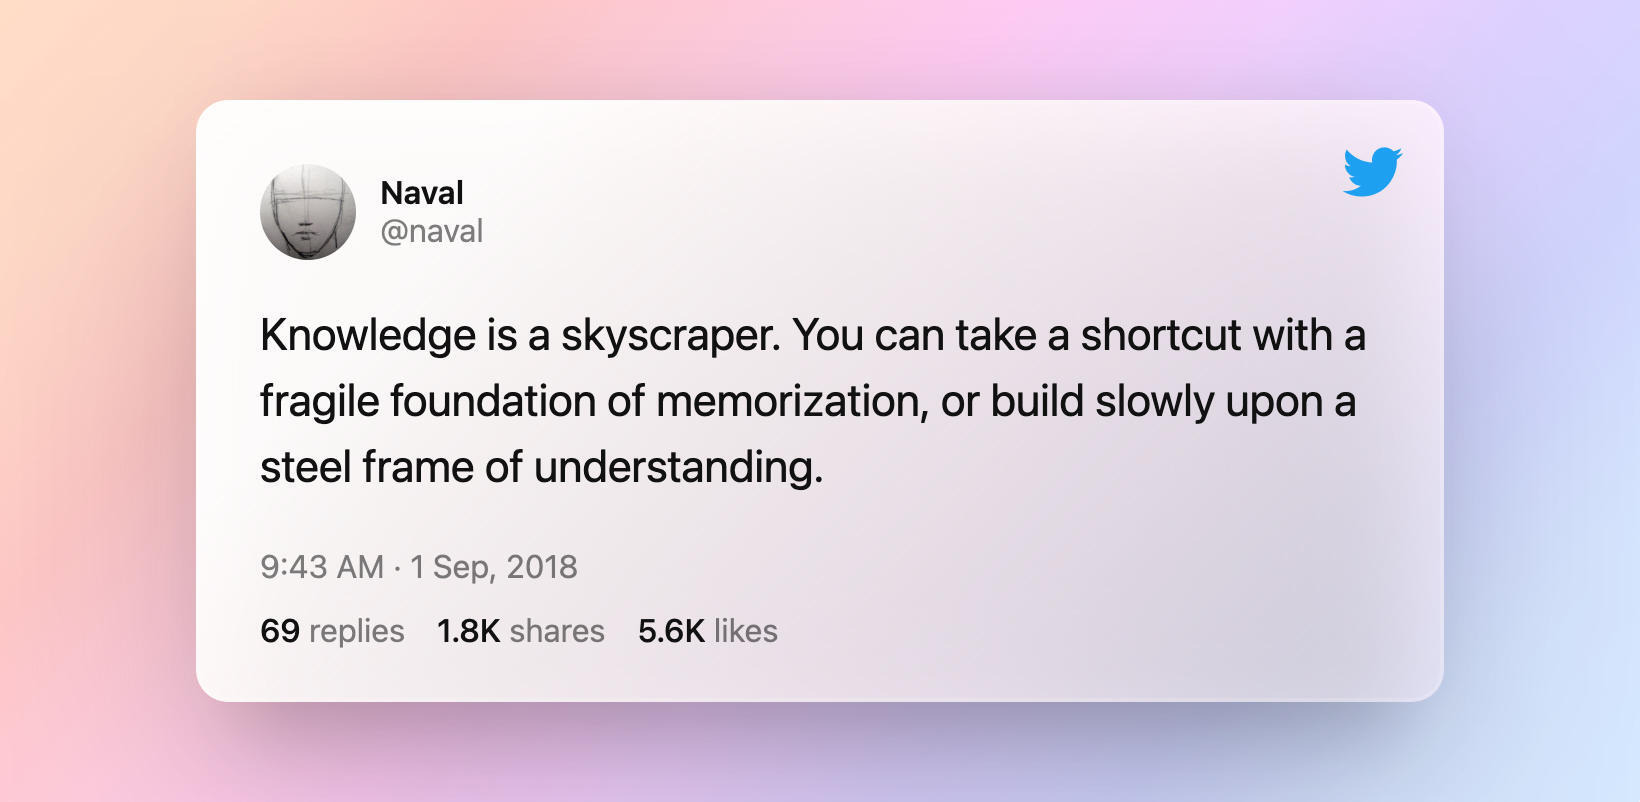 Naval
@naval
Knowledge is a skyscraper. You can take a shortcut with a
fragile foundation of memorization, or build slowly upon a
steel frame of understanding.
9:43 AM · 1 Sep, 2018
69 replies 1.8K shares 5.6K likes